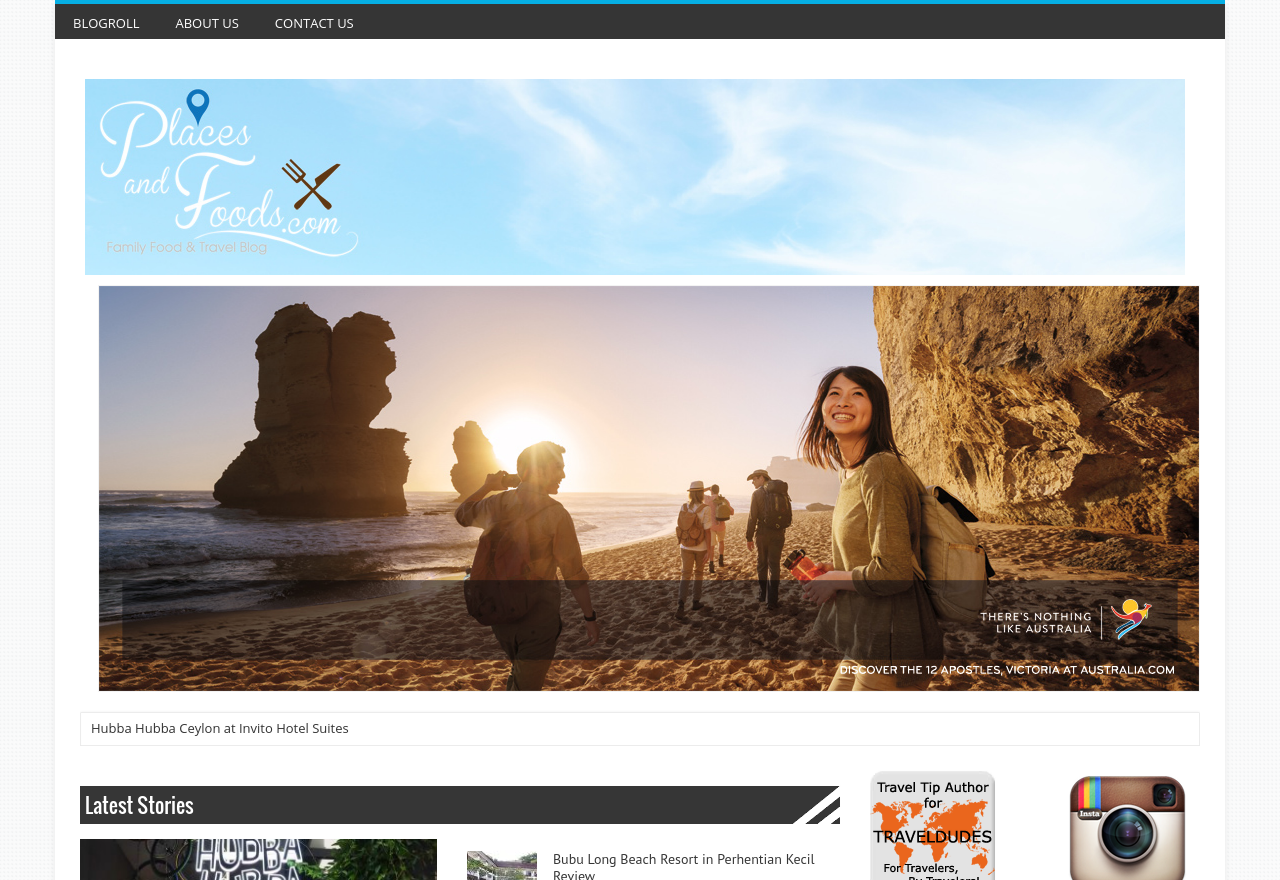 BLOGROLL ABOUT US CONTACT US
Places
and Foods.com
Family Food & Travel Blog
THERE'S NOTHING
LIKE AUSTRALIA
DISCOVER THE 12 APOSTLES, VICTORIA AT AUSTRALIA.COM
Hubba Hubba Ceylon at Invito Hotel Suites
Latest Stories
HUBBA
HUBBA
Bubu Long Beach Resort in Perhentian Kecil
Review
Travel Tip Author
for
TRAVELDUDES
For Travelers,
By Travelers!
Insta